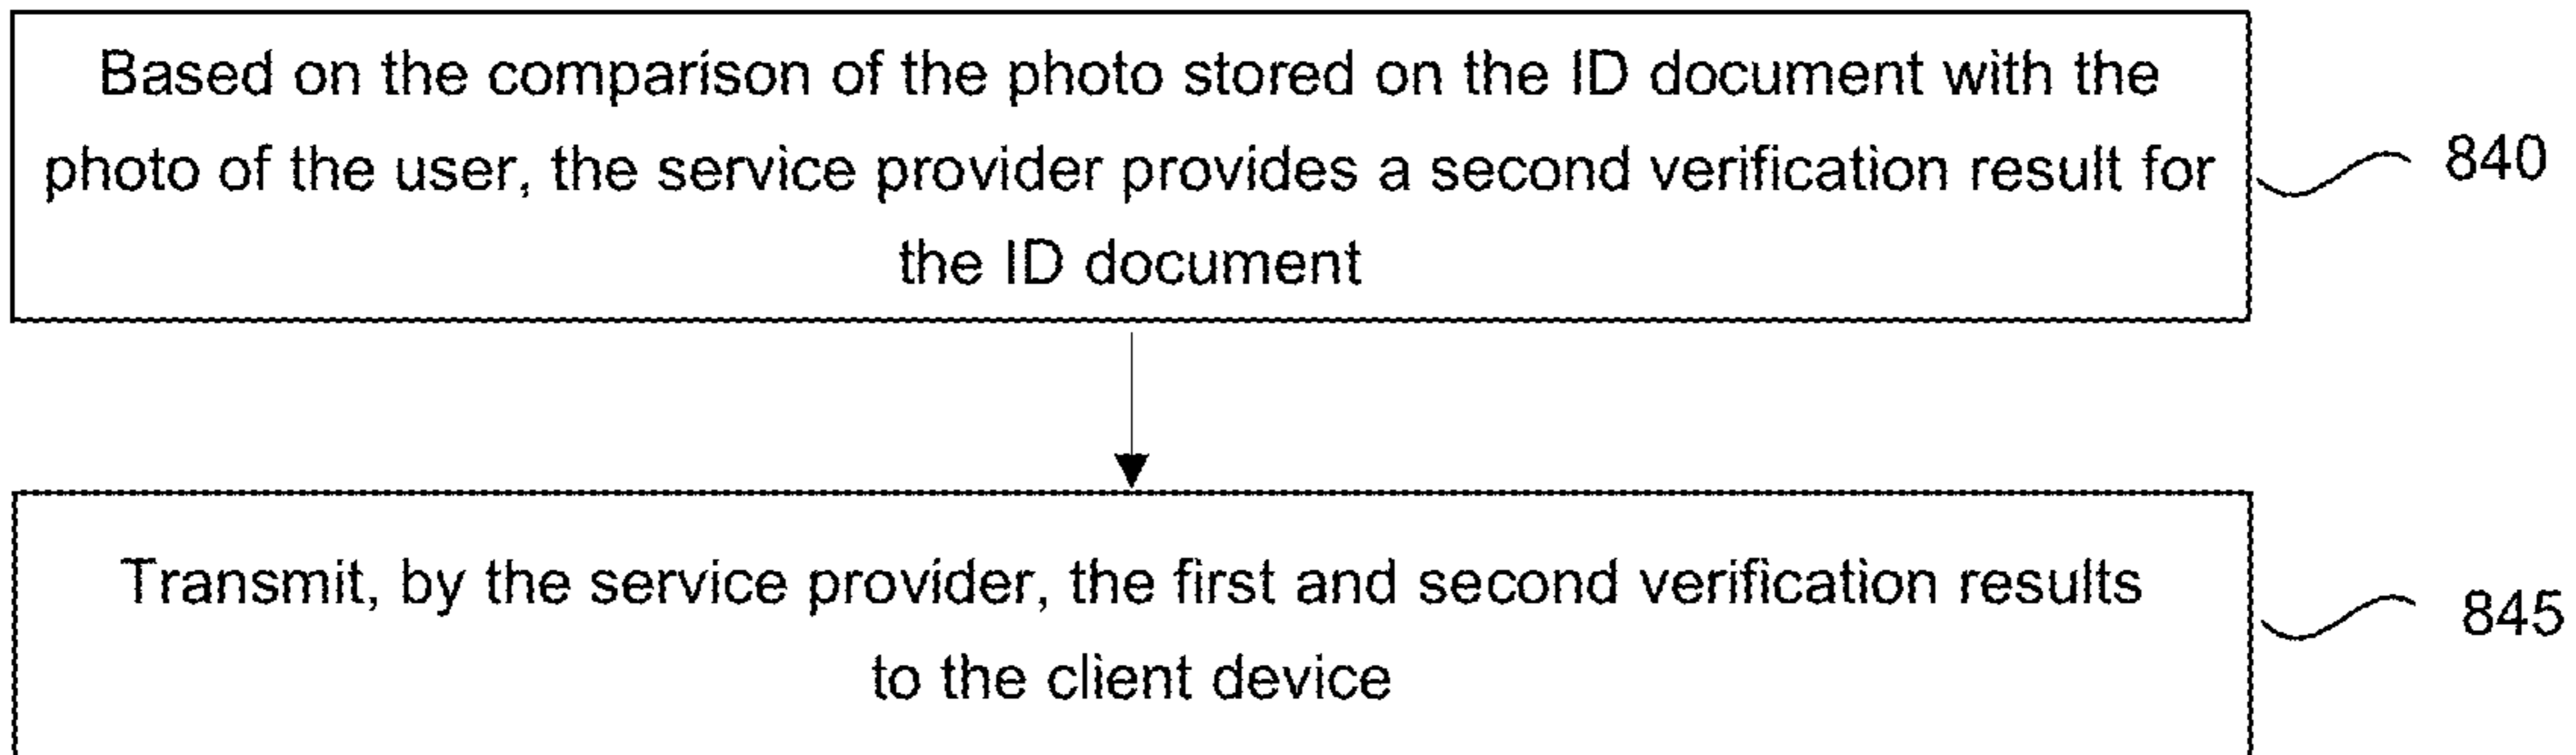 Based on the comparison of the photo stored on the ID document with the
photo of the user, the service provider provides a second verification result for
the ID document
840
Transmit, by the service provider, the first and second verification results
to the client device
845